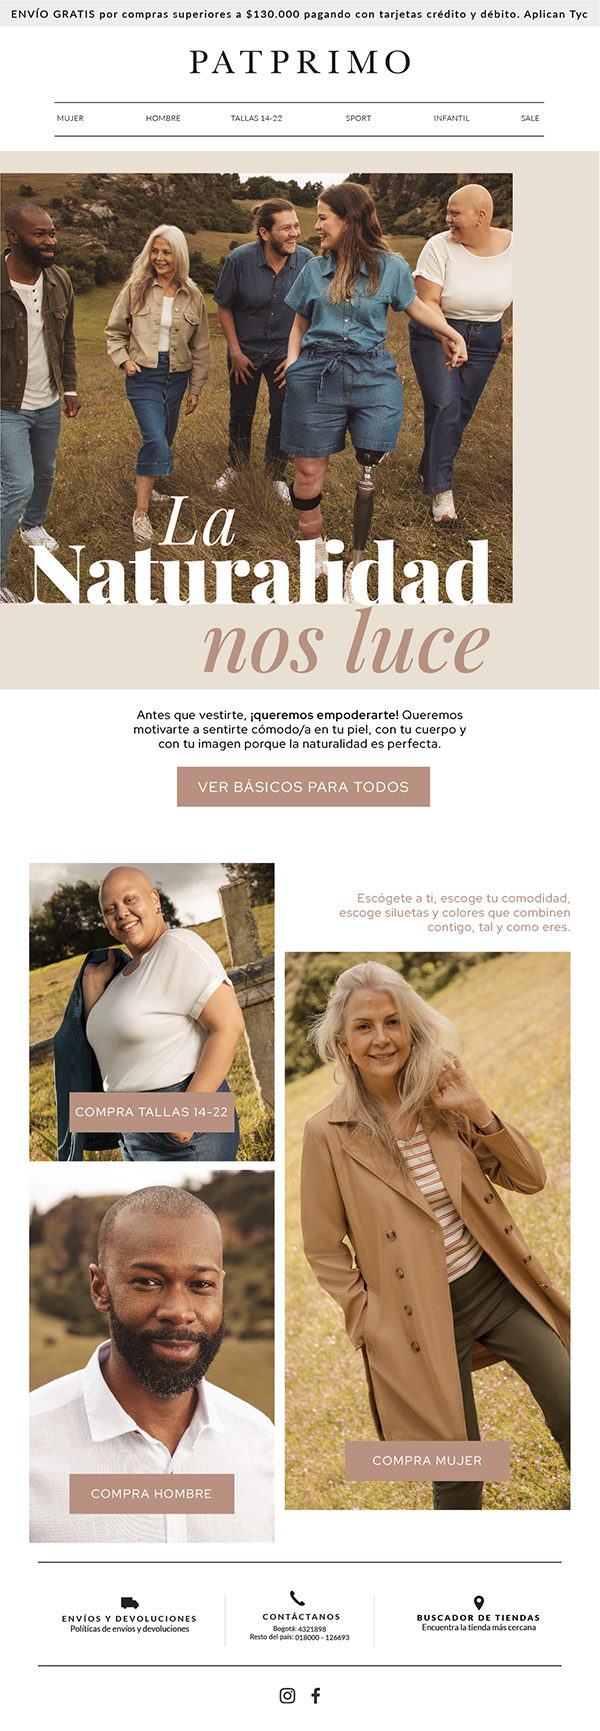 ENVÍO GRATIS por compras superiores a $130.000 pagando con tarjetas crédito y débito. Aplican Tyc
PATPRIMO
MUJER HOMBRE TALLAS 14-22 SPORT INFANTIL SALE
La
Naturalidad
nos luce
Antes que vestirte, ¡queremos empoderarte! Queremos
motivarte a sentirte cómodo/a en tu piel, con tu cuerpo y
con tu imagen porque la naturalidad es perfecta.
VER BÁSICOS PARA TODOS
Escógete a ti, escoge tu comodidad,
escoge siluetas y colores que combinen
contigo, tal y como eres.
COMPRA TALLAS 14-22
COMPRA MUJER
COMPRA HOMBRE
ENVÍOS Y DEVOLUCIONES
Políticas de envíos y devoluciones
CONTÁCTANOS
Bogotá: 4321898
Resto del país: 018000 - 126693
BUSCADOR DE TIENDAS
Encuentra la tienda más cercana